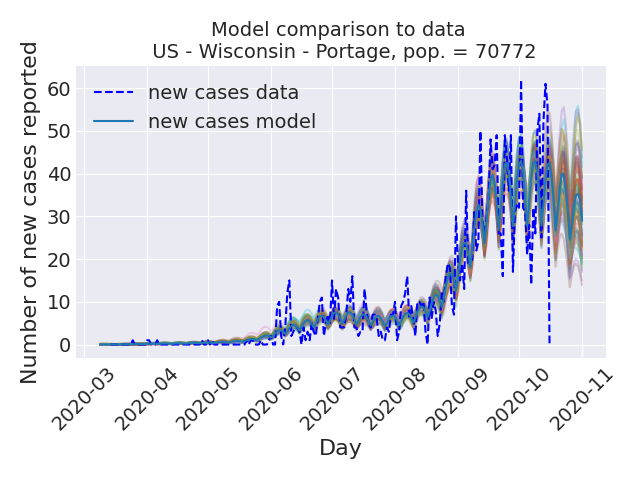 Model comparison to data
US - Wisconsin - Portage, pop. = 70772
Number of new cases reported
60
50
40
30
20
10
0
new cases data
new cases model
2020-03
2020-04
2020-05
2020-06
2020-07
2020-08
2020-09
2020-10
2020-11
Day